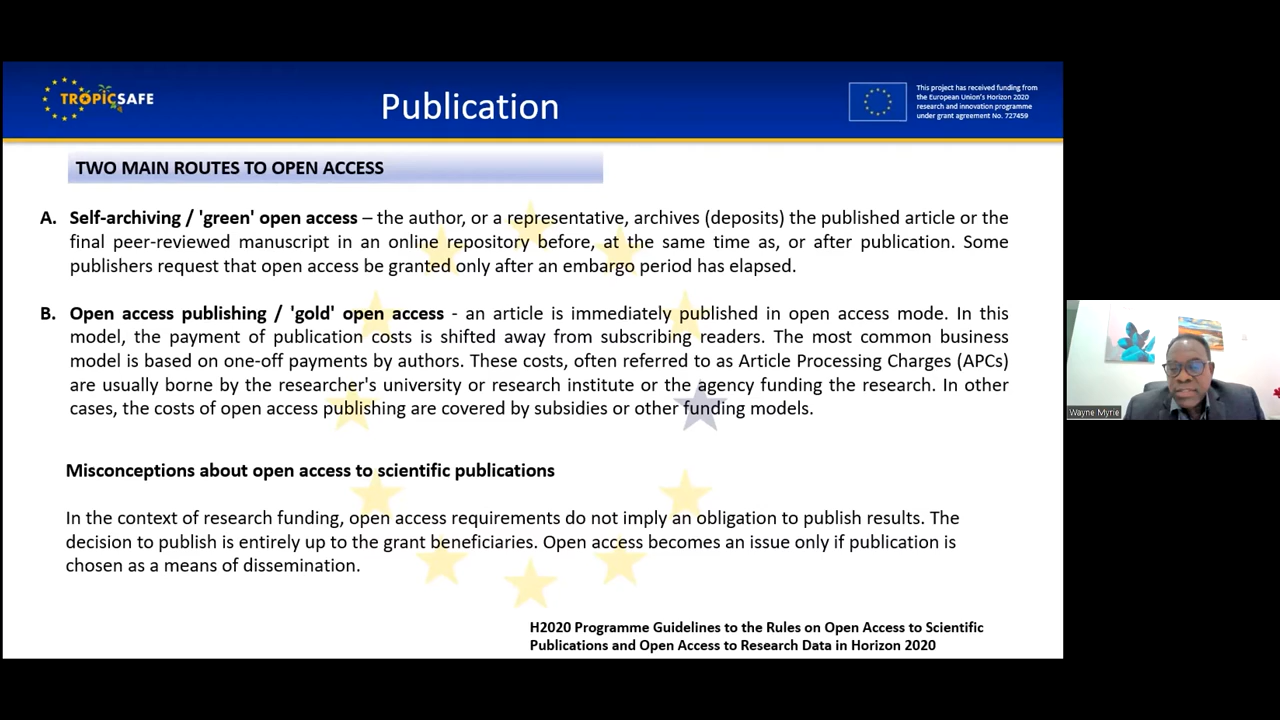 TROPICSAFE
Publication
This project has received funding from
the European Union's Horizon 2020
research and innovation programme
under grant agreement No. 727459
TWO MAIN ROUTES TO OPEN ACCESS
A. Self-archiving / 'green' open access – the author, or a representative, archives (deposits) the published article or the
final peer-reviewed manuscript in an online repository before, at the same time as, or after publication. Some
publishers request that open access be granted only after an embargo period has elapsed.
B. Open access publishing / 'gold' open access - an article is immediately published in open access mode. In this
model, the payment of publication costs is shifted away from subscribing readers. The most common business
model is based on one-off payments by authors. These costs, often referred to as Article Processing Charges (APCs)
are usually borne by the researcher's university or research institute or the agency funding the research. In other
cases, the costs of open access publishing are covered by subsidies or other funding models.
Misconceptions about open access to scientific publications
In the context of research funding, open access requirements do not imply an obligation to publish results. The
decision to publish is entirely up to the grant beneficiaries. Open access becomes an issue only if publication is
chosen as a means of dissemination.
H2020 Programme Guidelines to the Rules on Open Access to Scientific
Publications and Open Access to Research Data in Horizon 2020
Wayne Myrie